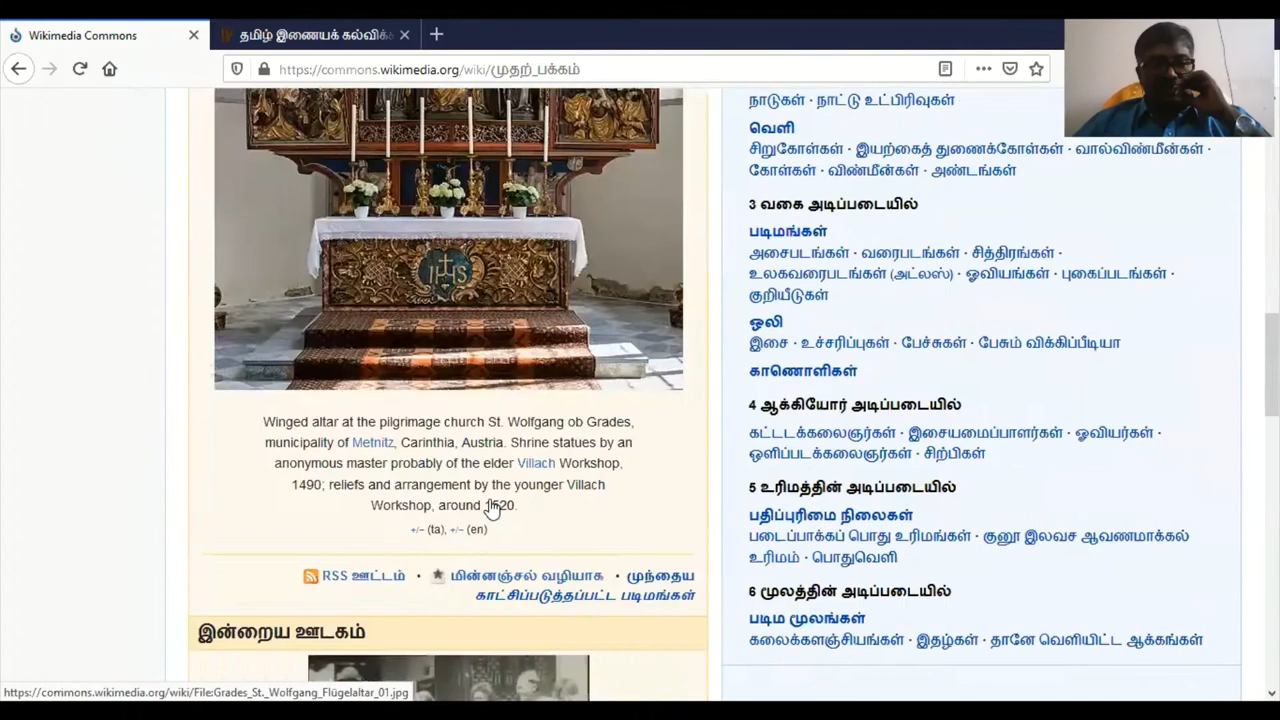 Wikimedia Commons
தமிழ் இணையக் கல்விக்
https://commons.wikimedia.org/wiki/முதற்_பக்கம்
நாடுகள் · நாட்டு உட்பிரிவுகள்
வெளி
சிறுகோள்கள் · இயற்கைத் துணைக்கோள்கள் · வால்விண்மீன்கள் ·
கோள்கள் · விண்மீன்கள் · அண்டங்கள்
3 வகை அடிப்படையில்
படிமங்கள்
அசைபடங்கள் · வரைபடங்கள் · சித்திரங்கள் ·
உலகவரைபடங்கள் (அட்லஸ்) · ஓவியங்கள் · புகைப்படங்கள் ·
குறியீடுகள்
ஒலி
இசை · உச்சரிப்புகள் · பேச்சுகள் · பேசும் விக்கிப்பீடியா
காணொளிகள்
4 ஆக்கியோர் அடிப்படையில்
கட்டடக்கலைஞர்கள் · இசையமைப்பாளர்கள் · ஓவியர்கள் ·
ஒளிப்படக்கலைஞர்கள் · சிற்பிகள்
5 உரிமத்தின் அடிப்படையில்
பதிப்புரிமை நிலைகள்
படைப்பாக்கப் பொது உரிமங்கள் · குனூ இலவச ஆவணமாக்கல்
உரிமம் · பொதுவெளி
6 மூலத்தின் அடிப்படையில்
படிம மூலங்கள்
கலைக்களஞ்சியங்கள் · இதழ்கள் · தானே வெளியிட்ட ஆக்கங்கள்
IHS
Winged altar at the pilgrimage church St. Wolfgang ob Grades,
municipality of Metnitz, Carinthia, Austria. Shrine statues by an
anonymous master probably of the elder Villach Workshop,
1490; reliefs and arrangement by the younger Villach
Workshop, around 1520.
+/− (ta), +/− (en)
RSS ஊட்டம் · மின்னஞ்சல் வழியாக · முந்தைய
காட்சிப்படுத்தப்பட்ட படிமங்கள்
இன்றைய ஊடகம்
https://commons.wikimedia.org/wiki/File:Grades_St._Wolfgang_Flügelaltar_01.jpg